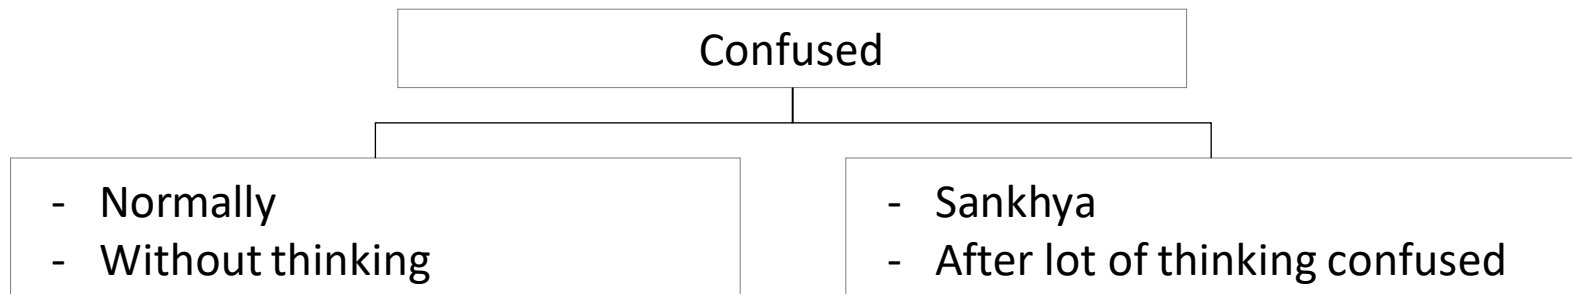 Confused
- Normally
- Without thinking
- Sankhya
- After lot of thinking confused